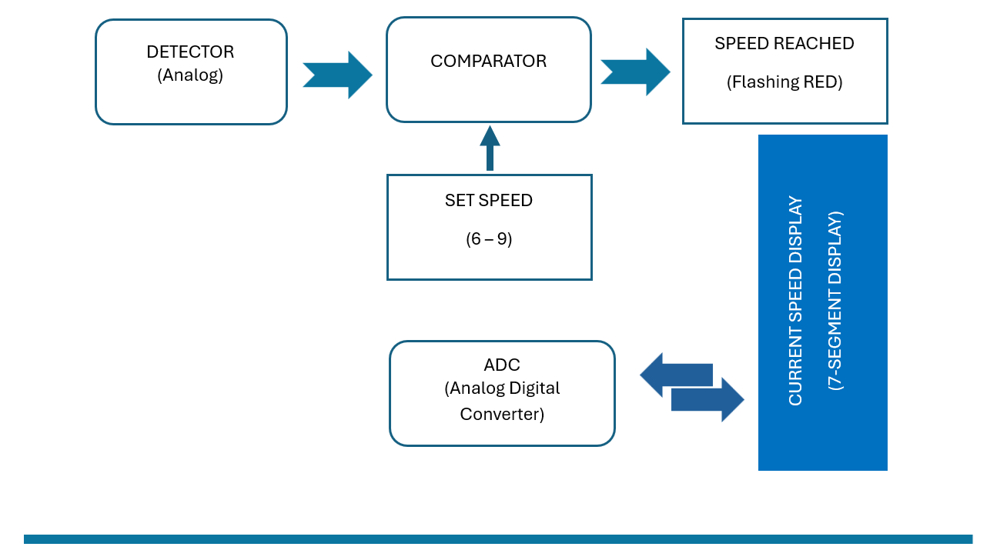 DETECTOR
(Analog)
COMPARATOR
SPEED REACHED
(Flashing RED)
SET SPEED
(6 – 9)
ADC
(Analog Digital
Converter)
CURRENT SPEED DISPLAY
(7-SEGMENT DISPLAY)